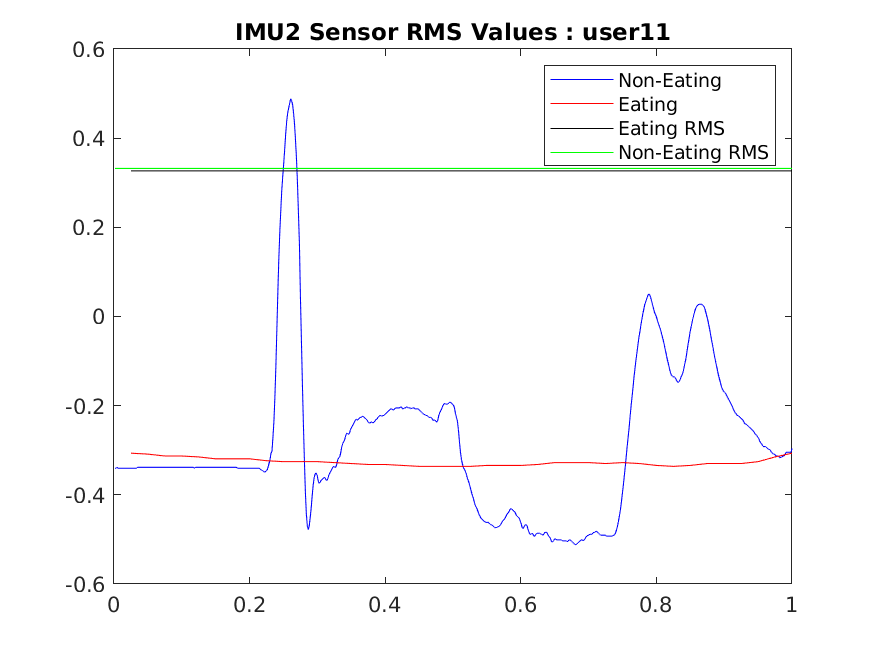 IMU2 Sensor RMS Values : user11
0.6
0.4
0.2
0
-0.2
-0.4
-0.6
Non-Eating
Eating
Eating RMS
Non-Eating RMS
0 0.2 0.4 0.6 0.8 1